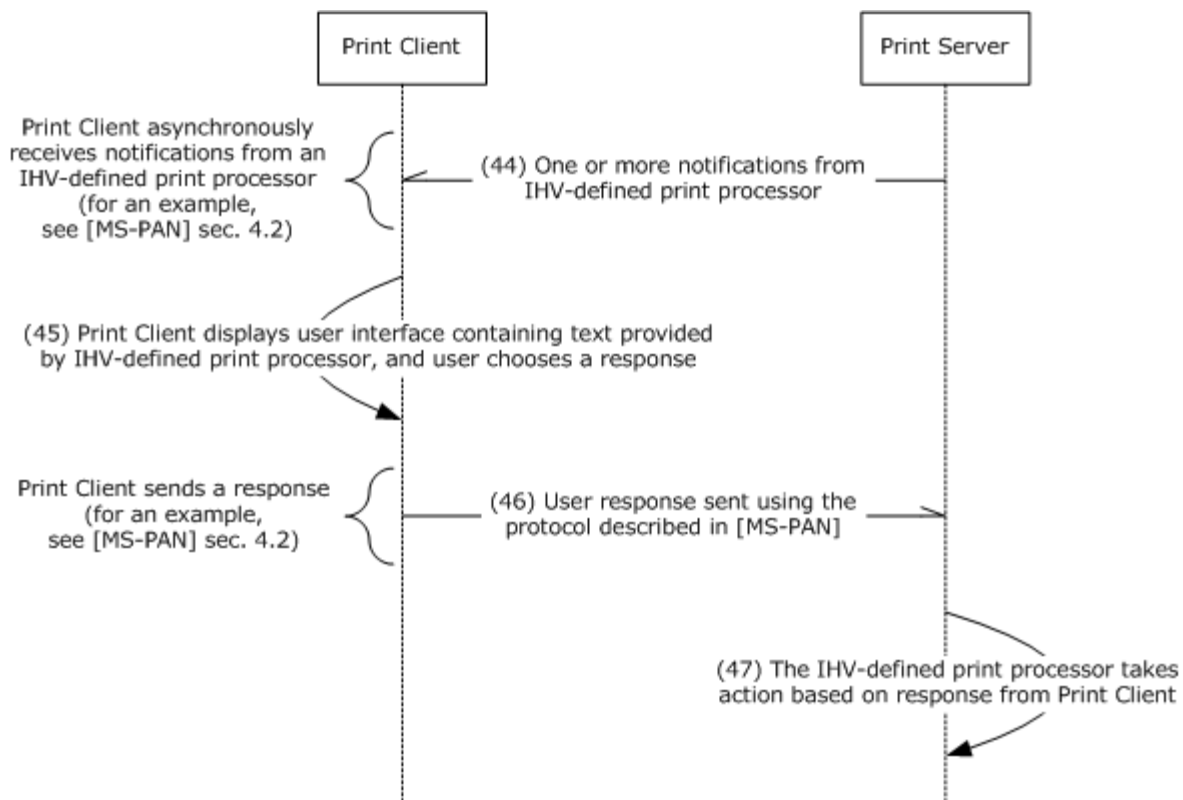 Print Client
Print Server
Print Client asynchronously
receives notifications from an
IHV-defined print processor
(for an example,
see [MS-PAN] sec. 4.2)
(44) One or more notifications from
IHV-defined print processor
(45) Print Client displays user interface containing text provided
by IHV-defined print processor, and user chooses a response
Print Client sends a response
(for an example,
see [MS-PAN] sec. 4.2)
(46) User response sent using the
protocol described in [MS-PAN]
(47) The IHV-defined print processor takes
action based on response from Print Client